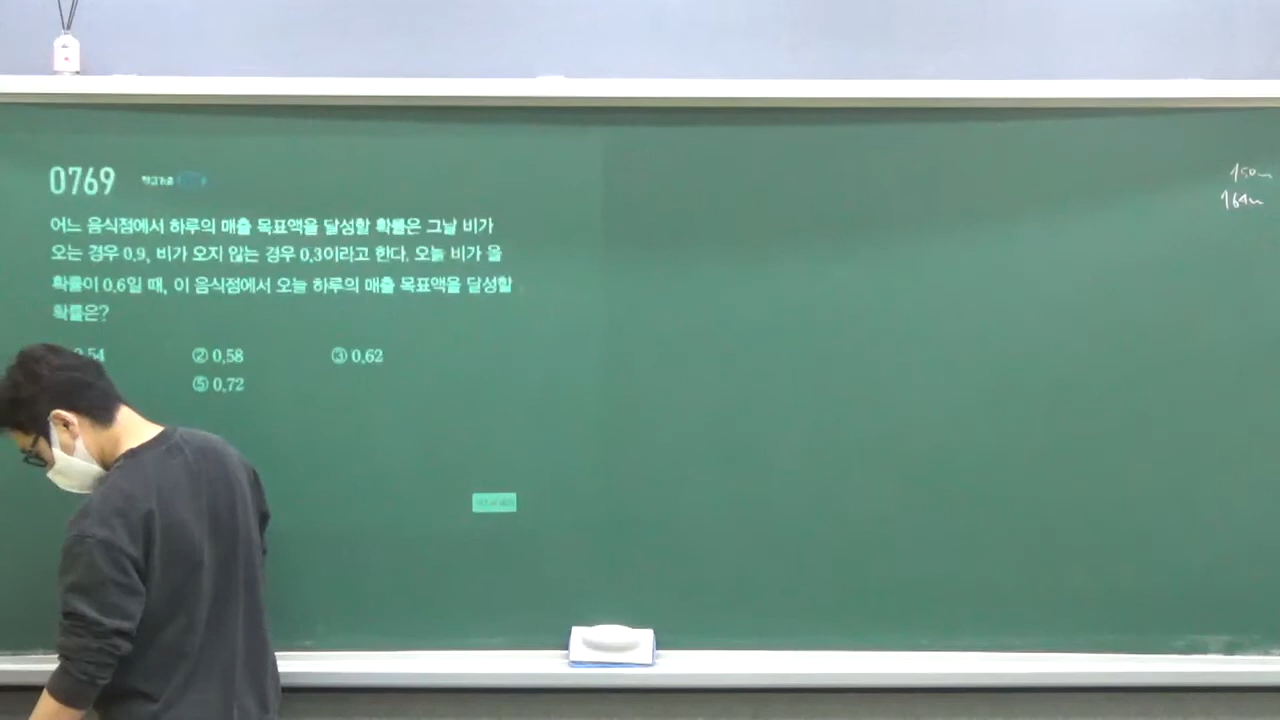 0769
어느 음식점에서 하루의 매출 목표액을 달성할 확률은 그날 비가
오는 경우 0.9, 비가 오지 않는 경우 0.3이라고 한다. 오늘 비가 올
확률이 0.6일 때, 이 음식점에서 오늘 하루의 매출 목표액을 달성할
확률은?
0.54 ② 0.58 ③ 0.62
⑤ 0.72